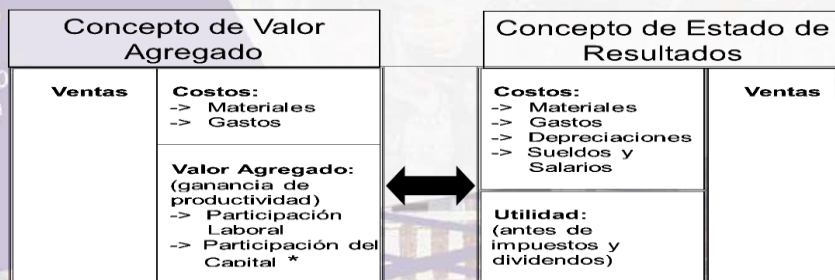 Concepto de Valor
Agregado
Ventas
Costos:
-> Materiales
-> Gastos
Valor Agregado:
(ganancia de
productividad)
-> Participación
Laboral
-> Participación del
Capital *
Concepto de Estado de
Resultados
Costos:
-> Materiales
-> Gastos
-> Depreciaciones
-> Sueldos y
Salarios
Utilidad:
(antes de
impuestos y
dividendos)
Ventas